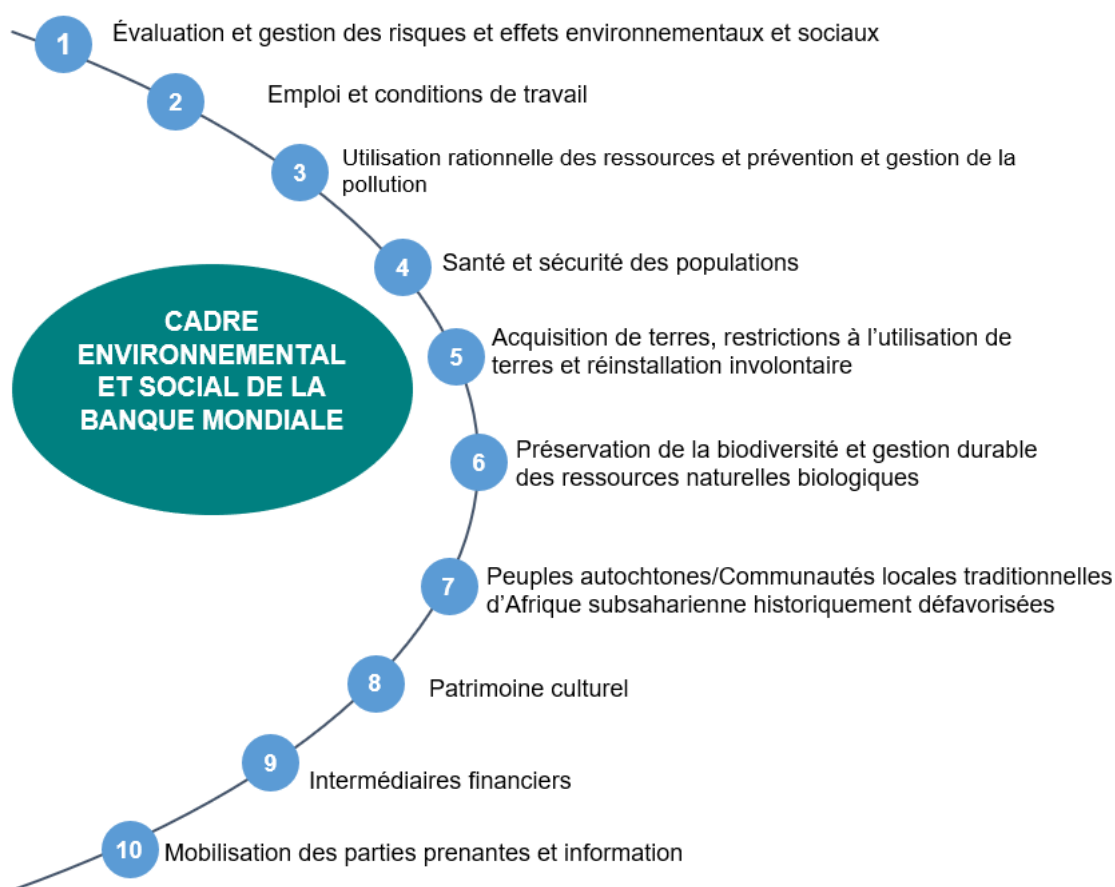 1
Évaluation et gestion des risques et effets environnementaux et sociaux
2
Emploi et conditions de travail
3
Utilisation rationnelle des ressources et prévention et gestion de la
pollution
4
Santé et sécurité des populations
CADRE
ENVIRONNEMENTAL
ET SOCIAL DE LA
BANQUE MONDIALE
5
Acquisition de terres, restrictions à l’utilisation de
terres et réinstallation involontaire
6
Préservation de la biodiversité et gestion durable
des ressources naturelles biologiques
7
Peuples autochtones/Communautés locales traditionnelles
d’Afrique subsaharienne historiquement défavorisées
8
Patrimoine culturel
9
Intermédiaires financiers
10
Mobilisation des parties prenantes et information